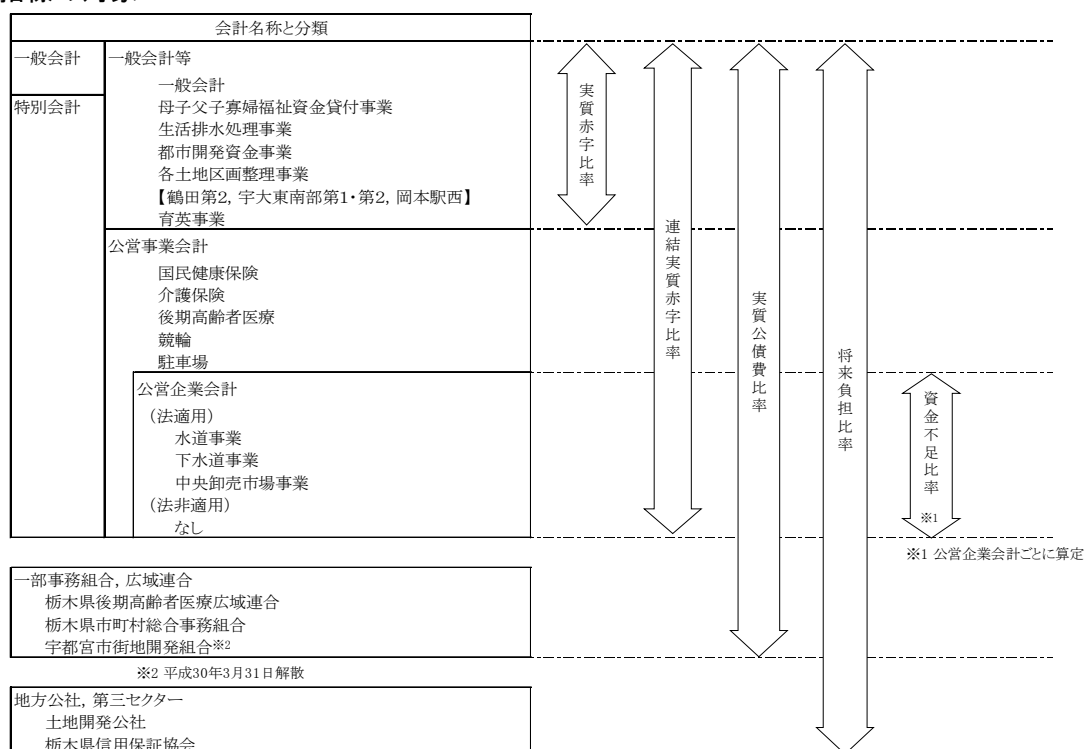 会計名称と分類
一般会計
一般会計等
一般会計
特別会計
母子父子寡婦福祉資金貸付事業
生活排水処理事業
都市開発資金事業
各土地区画整理事業
【鶴田第2, 宇大東南部第1・第2, 岡本駅西】
育英事業
公営事業会計
国民健康保険
介護保険
後期高齢者医療
競輪
駐車場
公営企業会計
(法適用)
水道事業
下水道事業
中央卸売市場事業
(法非適用)
なし
実質赤字比率
連結実質赤字比率
実質公債費比率
将来負担比率
資金不足比率
※1
※1 公営企業会計ごとに算定
一部事務組合, 広域連合
栃木県後期高齢者医療広域連合
栃木県市町村総合事務組合
宇都宮市街地開発組合※2
※2 平成30年3月31日解散
地方公社, 第三セクター
土地開発公社
栃木県信用保証協会